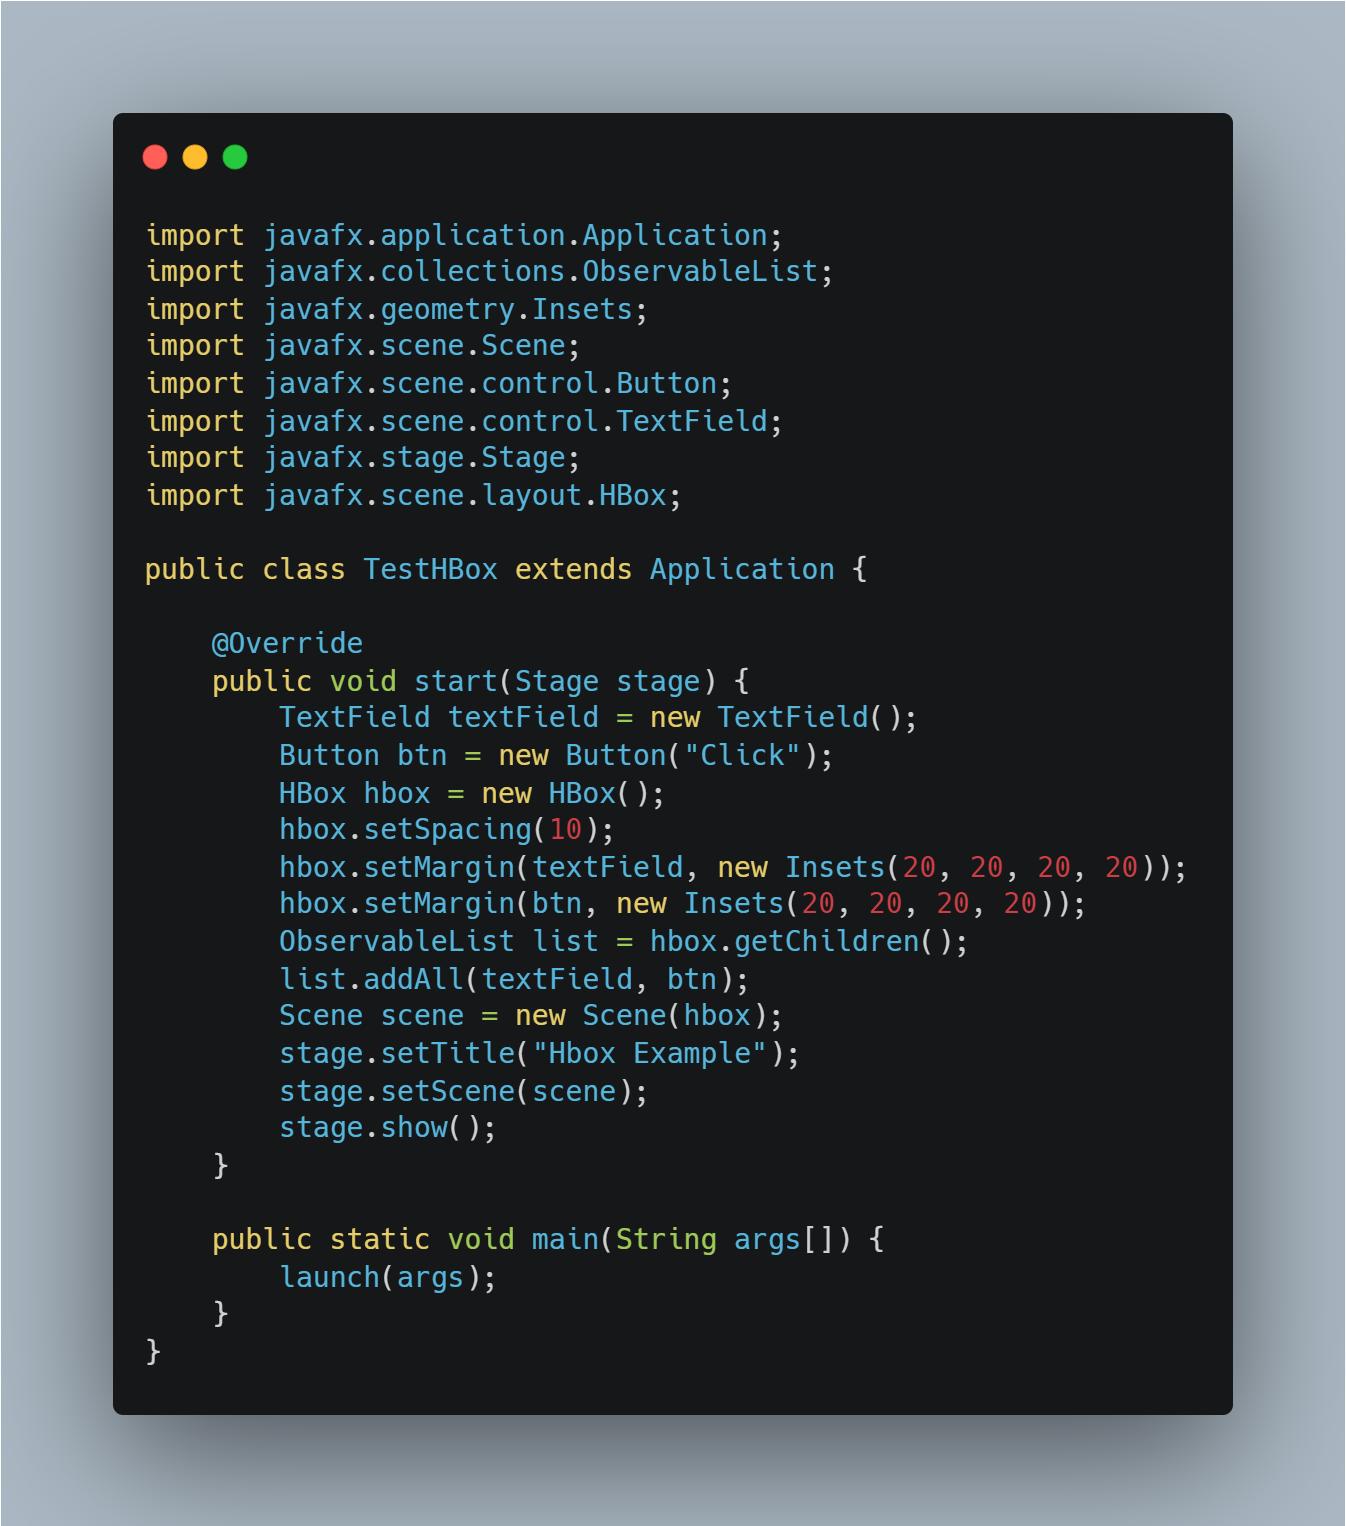 import javafx.application.Application;
import javafx.collections.ObservableList;
import javafx.geometry.Insets;
import javafx.scene.Scene;
import javafx.scene.control.Button;
import javafx.scene.control.TextField;
import javafx.stage.Stage;
import javafx.scene.layout.HBox;

public class TestHBox extends Application {

    @Override
    public void start(Stage stage) {
        TextField textField = new TextField();
        Button btn = new Button("Click");
        HBox hbox = new HBox();
        hbox.setSpacing(10);
        hbox.setMargin(textField, new Insets(20, 20, 20, 20));
        hbox.setMargin(btn, new Insets(20, 20, 20, 20));
        ObservableList list = hbox.getChildren();
        list.addAll(textField, btn);
        Scene scene = new Scene(hbox);
        stage.setTitle("Hbox Example");
        stage.setScene(scene);
        stage.show();
    }

    public static void main(String args[]) {
        launch(args);
    }
}